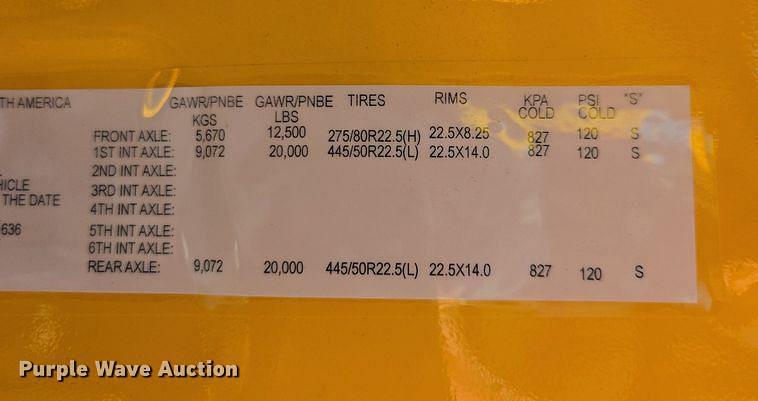 TH AMERICA GAWR/PNBE GAWR/PNBE TIRES RIMS KPA PSI "S"
KGS LBS COLD COLD
FRONT AXLE: 5,670 12,500 275/80R22.5(H) 22.5X8.25 827 120 S
1ST INT AXLE: 9,072 20,000 445/50R22.5(L) 22.5X14.0 827 120 S
2ND INT AXLE:
HICLE 3RD INT AXLE:
THE DATE
4TH INT AXLE:
636 5TH INT AXLE:
6TH INT AXLE:
REAR AXLE: 9,072 20,000 445/50R22.5(L) 22.5X14.0 827 120 S
Purple Wave Auction